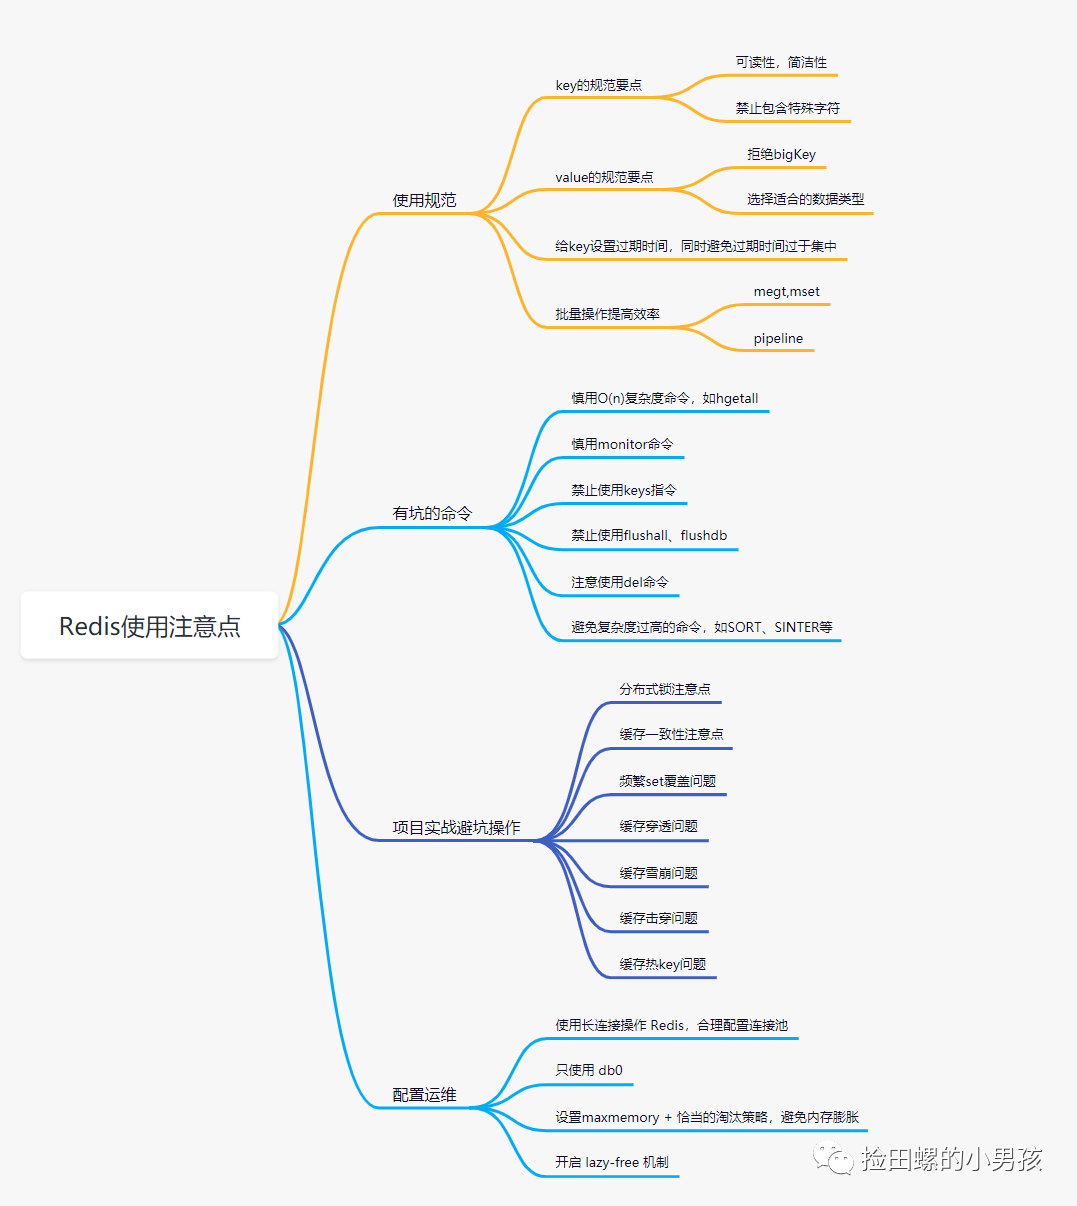 Redis使用注意点
使用规范
key的规范要点
可读性，简洁性
禁止包含特殊字符
value的规范要点
拒绝bigKey
选择适合的数据类型
给key设置过期时间，同时避免过期时间过于集中
批量操作提高效率
megt,mset
pipeline
有坑的命令
慎用O(n)复杂度命令，如hgetall
慎用monitor命令
禁止使用keys指令
禁止使用flushall、flushdb
注意使用del命令
避免复杂度过高的命令，如SORT、SINTER等
项目实战避坑操作
分布式锁注意点
缓存一致性注意点
频繁set覆盖问题
缓存穿透问题
缓存雪崩问题
缓存击穿问题
缓存热key问题
配置运维
使用长连接操作 Redis，合理配置连接池
只使用 db0
设置maxmemory + 恰当的淘汰策略，避免内存膨胀
开启 lazy-free 机制
捡田螺的小男孩